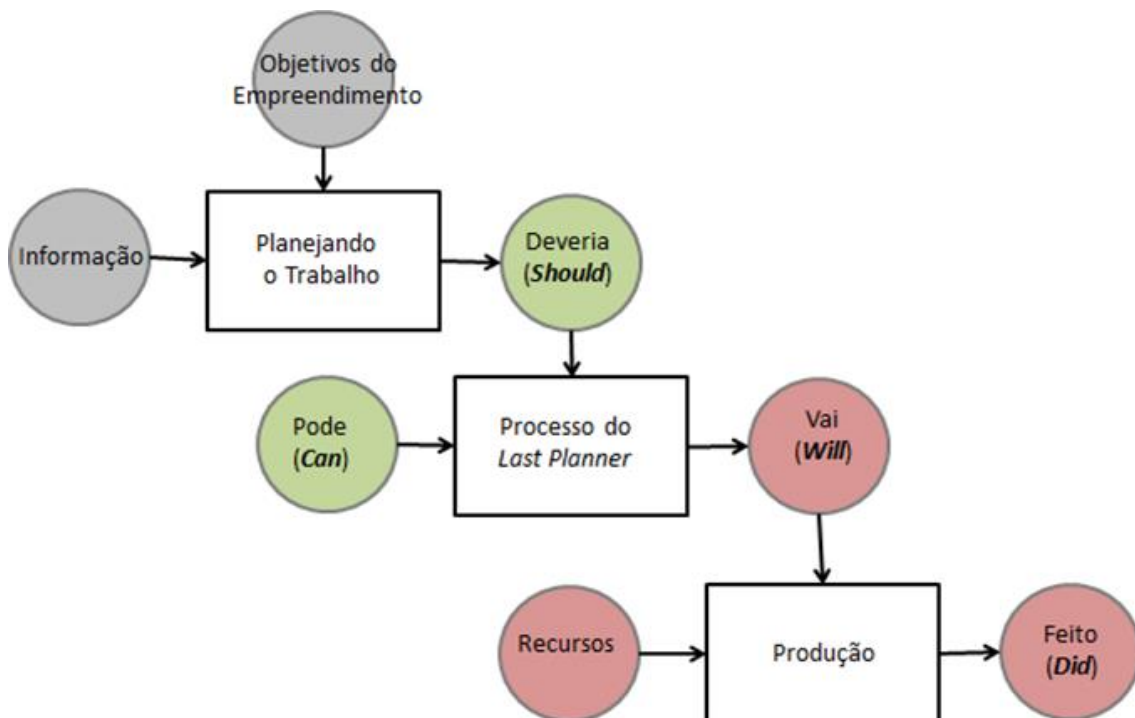 Objetivos do
Empreendimento
Informação
Planejando
o Trabalho
Deveria
(Should)
Pode
(Can)
Processo do
Last Planner
Vai
(Will)
Recursos
Produção
Feito
(Did)